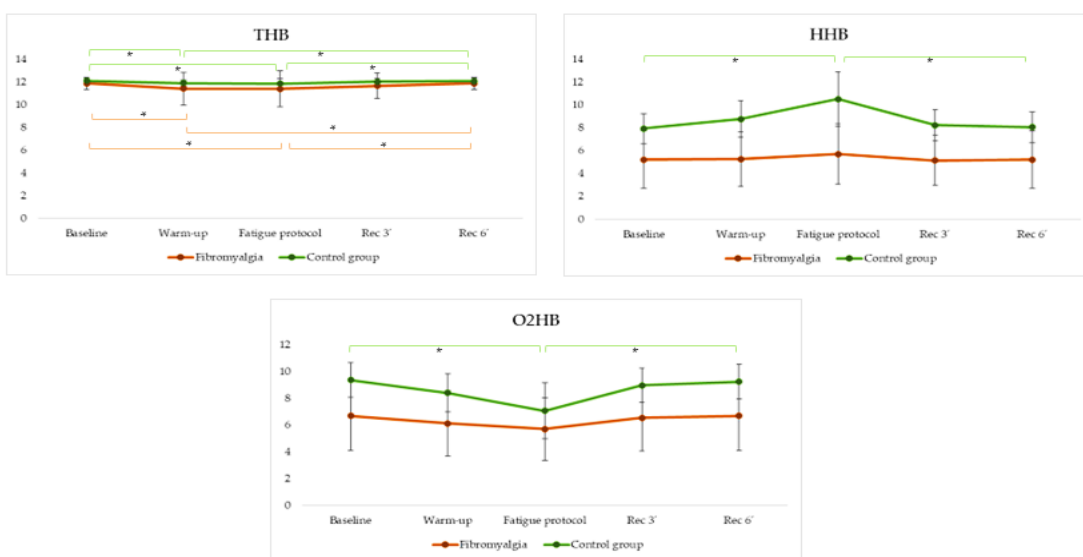 THB
* *
14
* *
12
10
* *
8
* *
6
4
2
0
Baseline Warm-up Fatigue protocol Rec 3´ Rec 6´
Fibromyalgia Control group
HHB
14 * *
12
10
8
6
4
2
0
Baseline Warm-up Fatigue protocol Rec 3´ Rec 6´
Fibromyalgia Control group
O2HB
12 * *
10
8
6
4
2
0
Baseline Warm-up Fatigue protocol Rec 3´ Rec 6´
Fibromyalgia Control group